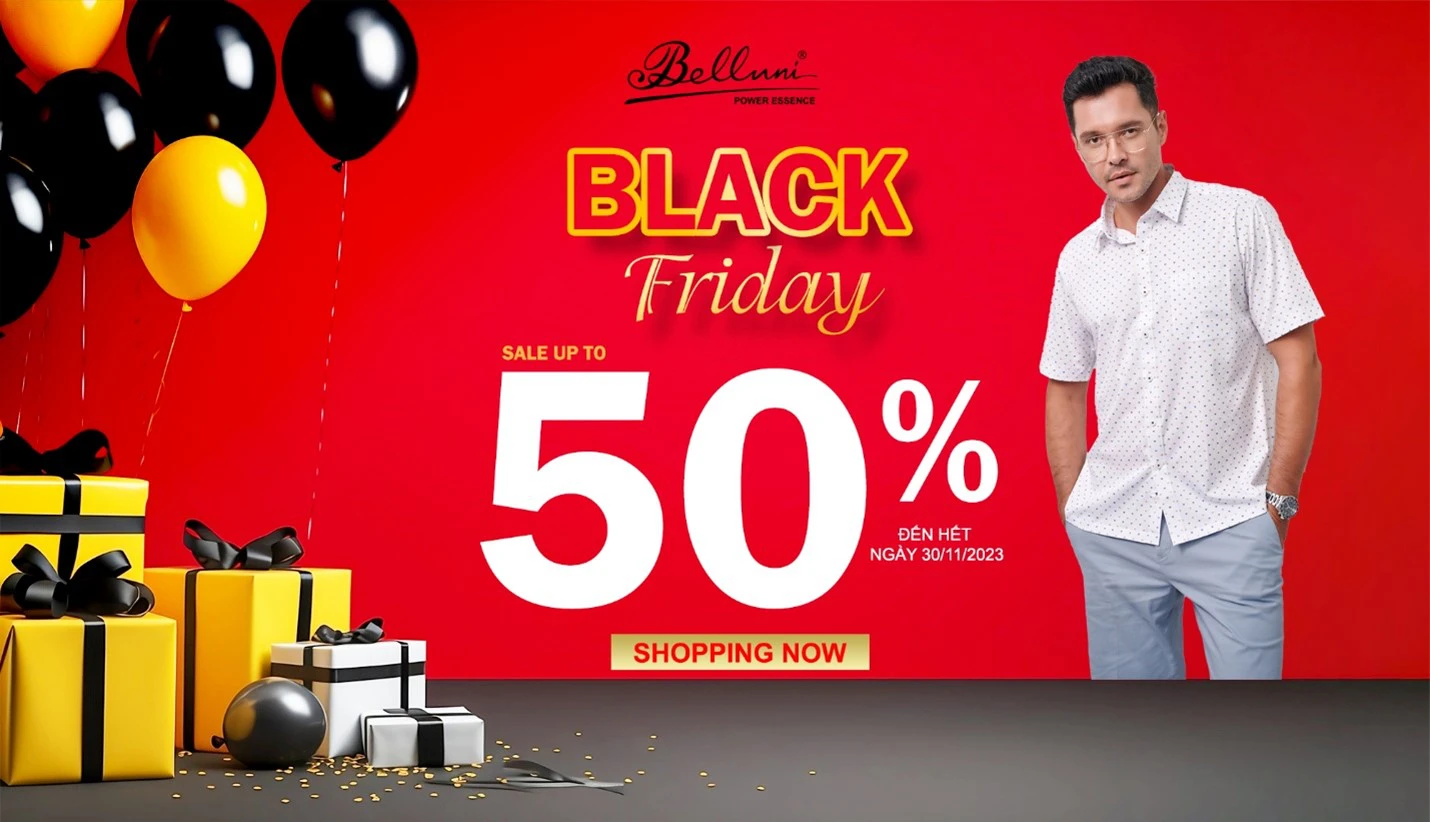 Belluni®
POWER ESSENCE
BLACK
Friday
SALE UP TO
50%
ĐẾN HẾT
NGÀY 30/11/2023
SHOPPING NOW